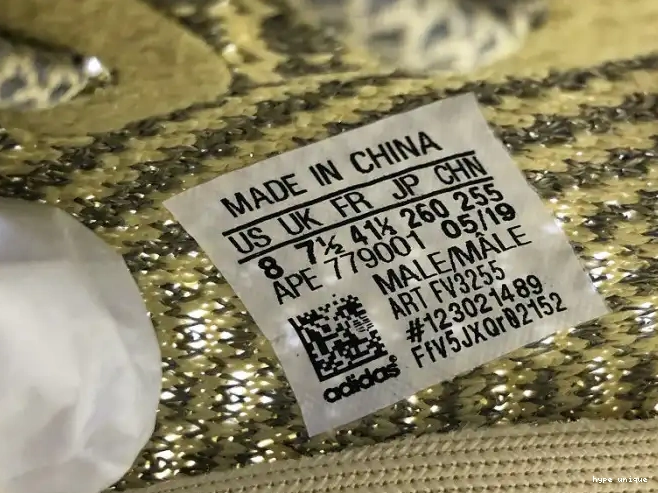 MADE IN CHINA
US UK FR JP CHN
8 7½ 41⅓ 260 255
APE 779001 05/19
MALE/MÂLE
ART FV3255
#123021489
FfV5JXQr02152
adidas
hype unique